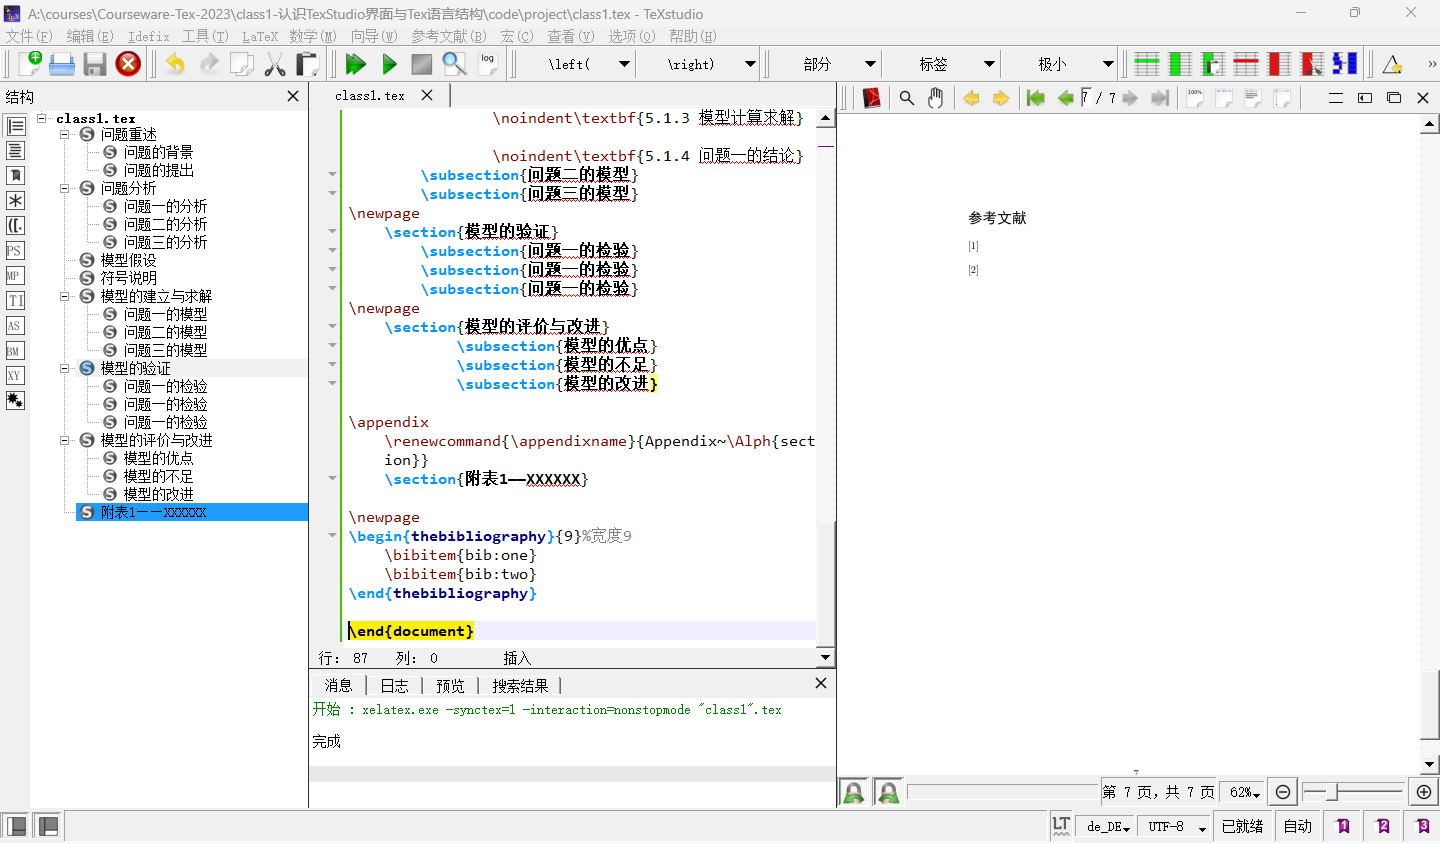 A:\courses\Courseware-Tex-2023\class1-认识TexStudio界面与Tex语言结构\code\project\class1.tex - TeXstudio
文件(F) 编辑(E) Idefix 工具(T) LaTeX 数学(M) 向导(W) 参考文献(B) 宏(C) 查看(V) 选项(O) 帮助(H)
log \left( \right) 部分 标签 极小 »
结构
class1.tex
问题重述
问题的背景
问题的提出
问题分析
问题一的分析
问题二的分析
问题三的分析
模型假设
符号说明
模型的建立与求解
问题一的模型
问题二的模型
问题三的模型
模型的验证
问题一的检验
问题一的检验
问题一的检验
模型的评价与改进
模型的优点
模型的不足
模型的改进
附表1——XXXXXX
PS
MP
TI
AS
BM
XY
class1.tex
\noindent\textbf{5.1.3 模型计算求解}
\noindent\textbf{5.1.4 问题一的结论}
\subsection{问题二的模型}
\subsection{问题三的模型}
\newpage
\section{模型的验证}
\subsection{问题一的检验}
\subsection{问题一的检验}
\subsection{问题一的检验}
\newpage
\section{模型的评价与改进}
\subsection{模型的优点}
\subsection{模型的不足}
\subsection{模型的改进}
\appendix
\renewcommand{\appendixname}{Appendix~\Alph{sect
ion}}
\section{附表1——XXXXXX}
\newpage
\begin{thebibliography}{9}%宽度9
\bibitem{bib:one}
\bibitem{bib:two}
\end{thebibliography}
\end{document}
行: 87 列: 0 插入
消息 日志 预览 搜索结果
开始 : xelatex.exe -synctex=1 -interaction=nonstopmode "class1".tex
完成
7 / 7 100%
参考文献
[1]
[2]
7
第 7 页, 共 7 页 62%
LT de_DE UTF-8 已就绪 自动 1 2 3